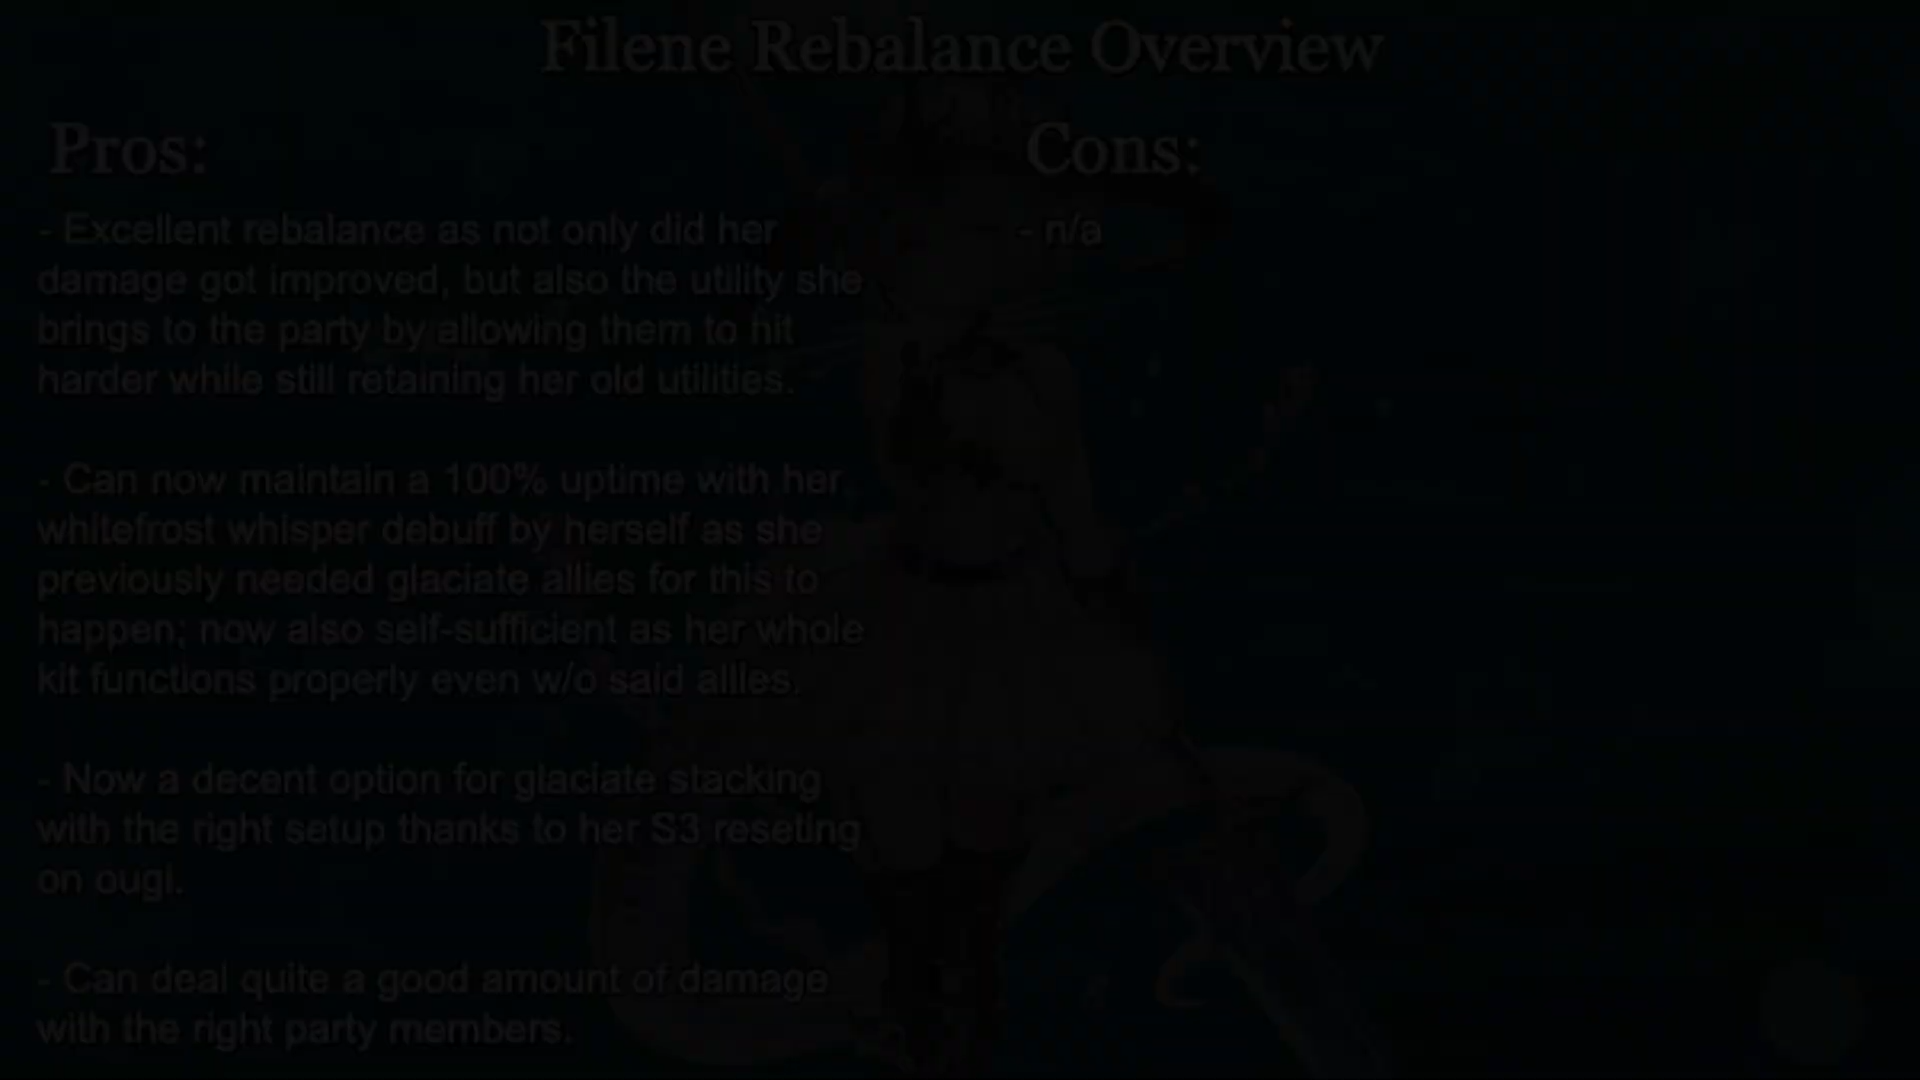 Filene Rebalance Overview
Pros:
- Excellent rebalance as not only did her
damage got improved, but also the utility she
brings to the party by allowing them to hit
harder while still retaining her old utilities.
- Can now maintain a 100% uptime with her
whitefrost whisper debuff by herself as she
previously needed glaciate allies for this to
happen; now also self-sufficient as her whole
kit functions properly even w/o said allies.
- Now a decent option for glaciate stacking
with the right setup thanks to her S3 reseting
on ougi.
- Can deal quite a good amount of damage
with the right party members.
Cons:
- n/a